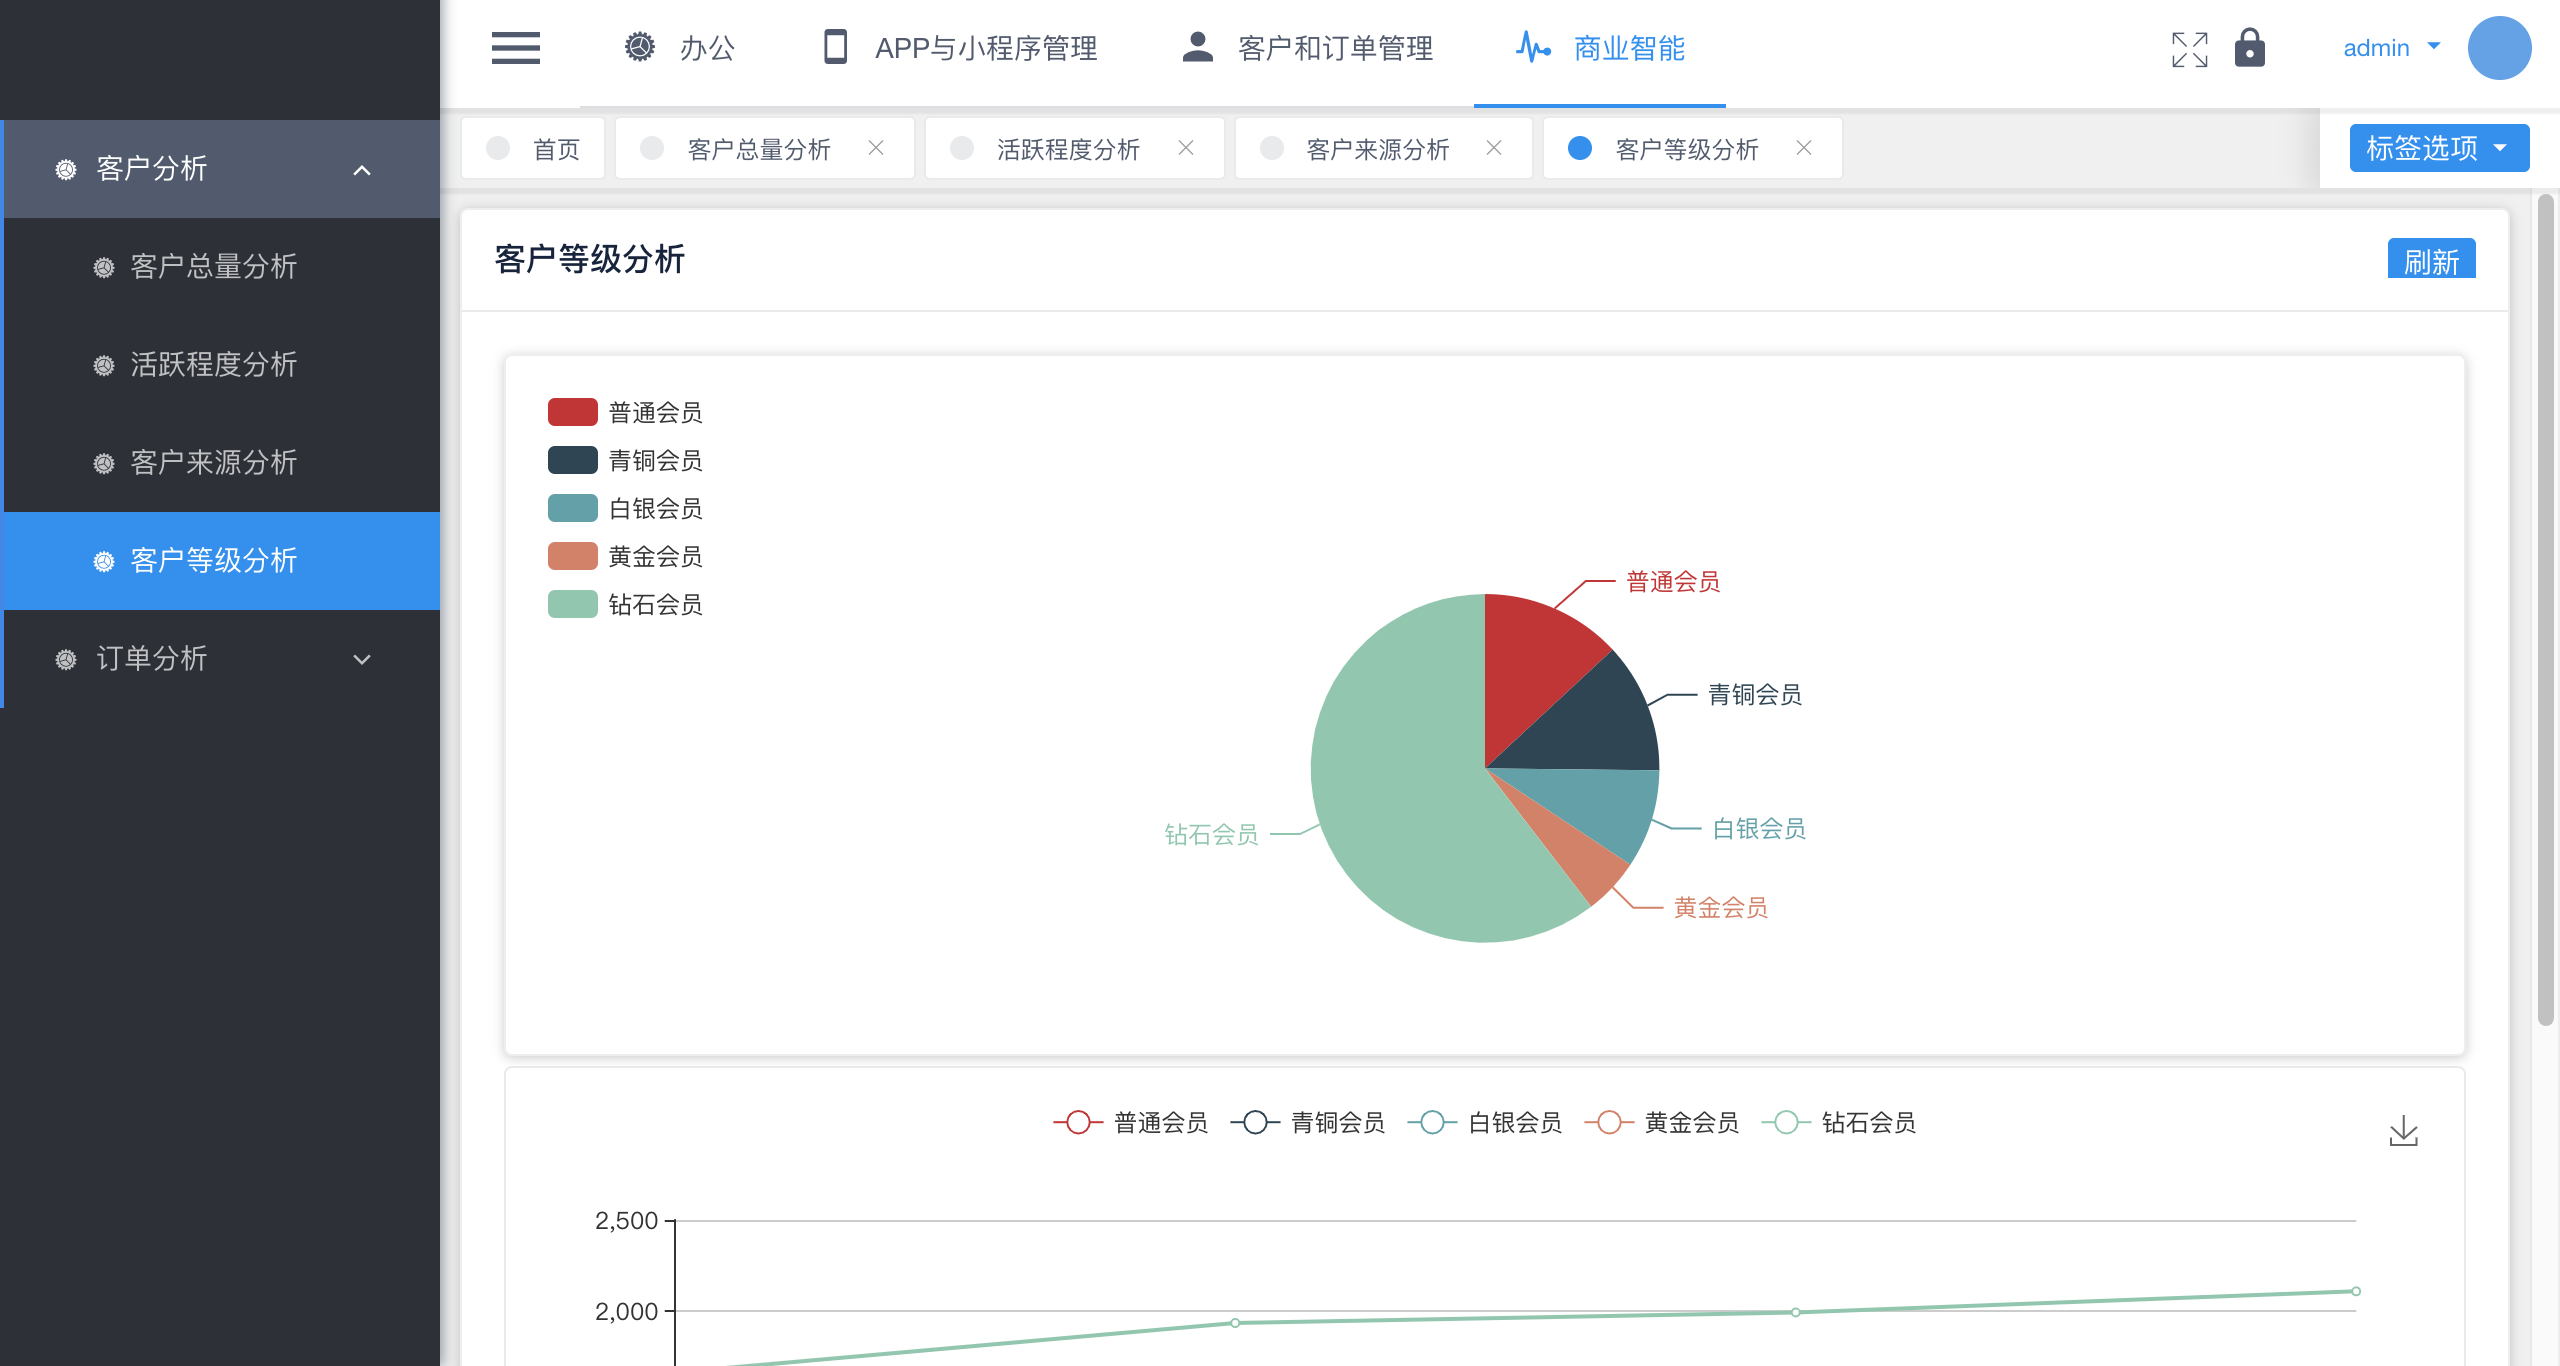 办公
APP与小程序管理
客户和订单管理
商业智能
admin
首页
客户总量分析
活跃程度分析
客户来源分析
客户等级分析
标签选项
客户分析
客户总量分析
活跃程度分析
客户来源分析
客户等级分析
订单分析
客户等级分析
刷新
普通会员
青铜会员
白银会员
黄金会员
钻石会员
普通会员
青铜会员
白银会员
钻石会员
黄金会员
普通会员
青铜会员
白银会员
黄金会员
钻石会员
2,500
2,000